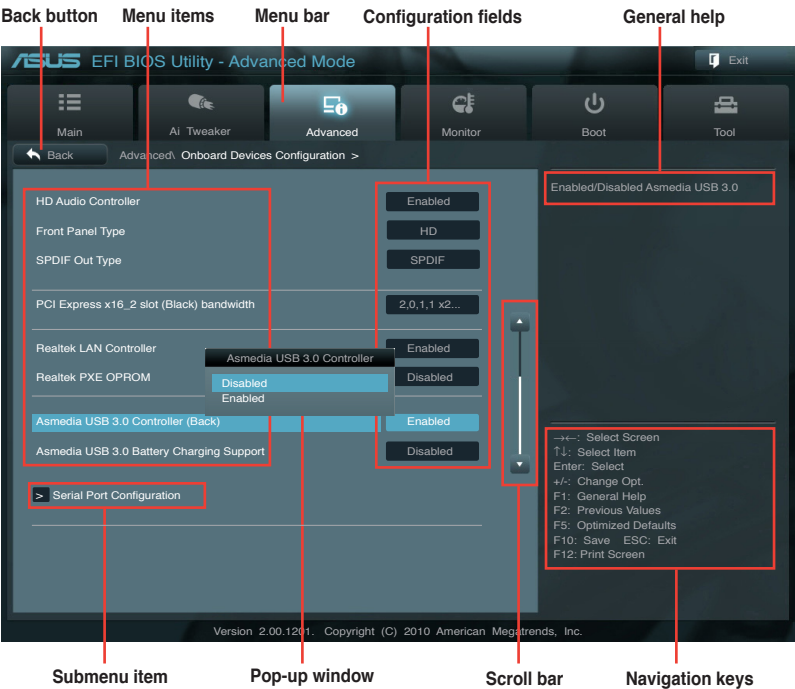 Back button Menu items Menu bar Configuration fields General help
ASUS EFI BIOS Utility - Advanced Mode Exit
Main Ai Tweaker Advanced Monitor Boot Tool
Back Advanced\ Onboard Devices Configuration >
Enabled/Disabled Asmedia USB 3.0
HD Audio Controller Enabled
Front Panel Type HD
SPDIF Out Type SPDIF
PCI Express x16_2 slot (Black) bandwidth 2,0,1,1 x2...
Realtek LAN Controller Enabled
Asmedia USB 3.0 Controller
Realtek PXE OPROM Disabled
Disabled
Enabled
Asmedia USB 3.0 Controller (Back) Enabled
Asmedia USB 3.0 Battery Charging Support Disabled
> Serial Port Configuration
→←: Select Screen
↑↓: Select Item
Enter: Select
+/-: Change Opt.
F1: General Help
F2: Previous Values
F5: Optimized Defaults
F10: Save ESC: Exit
F12: Print Screen
Version 2.00.1201. Copyright (C) 2010 American Megatrends, Inc.
Submenu item Pop-up window Scroll bar Navigation keys